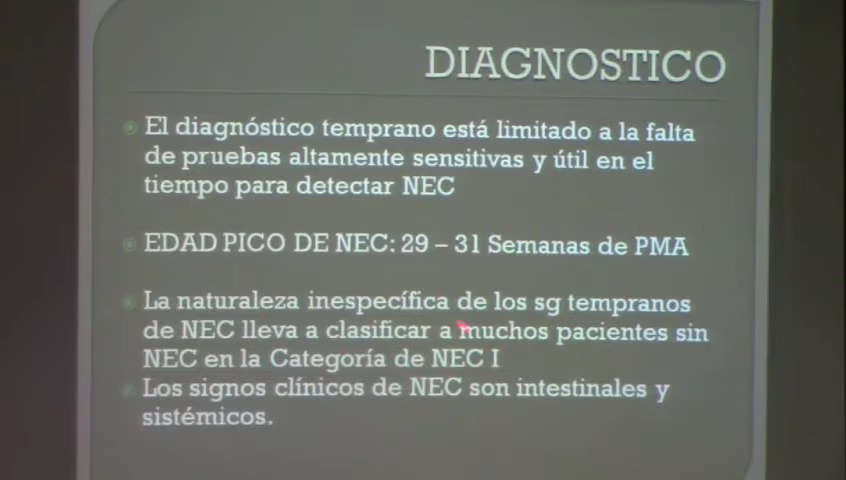 DIAGNOSTICO
El diagnóstico temprano está limitado a la falta
de pruebas altamente sensitivas y útil en el
tiempo para detectar NEC
EDAD PICO DE NEC: 29 – 31 Semanas de PMA
La naturaleza inespecífica de los sg tempranos
de NEC lleva a clasificar a muchos pacientes sin
NEC en la Categoría de NEC I
Los signos clínicos de NEC son intestinales y
sistémicos.